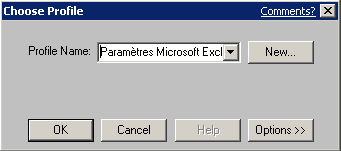 Choose Profile Comments? ?
Profile Name: Paramètres Microsoft Excl New...
OK Cancel Help Options >>